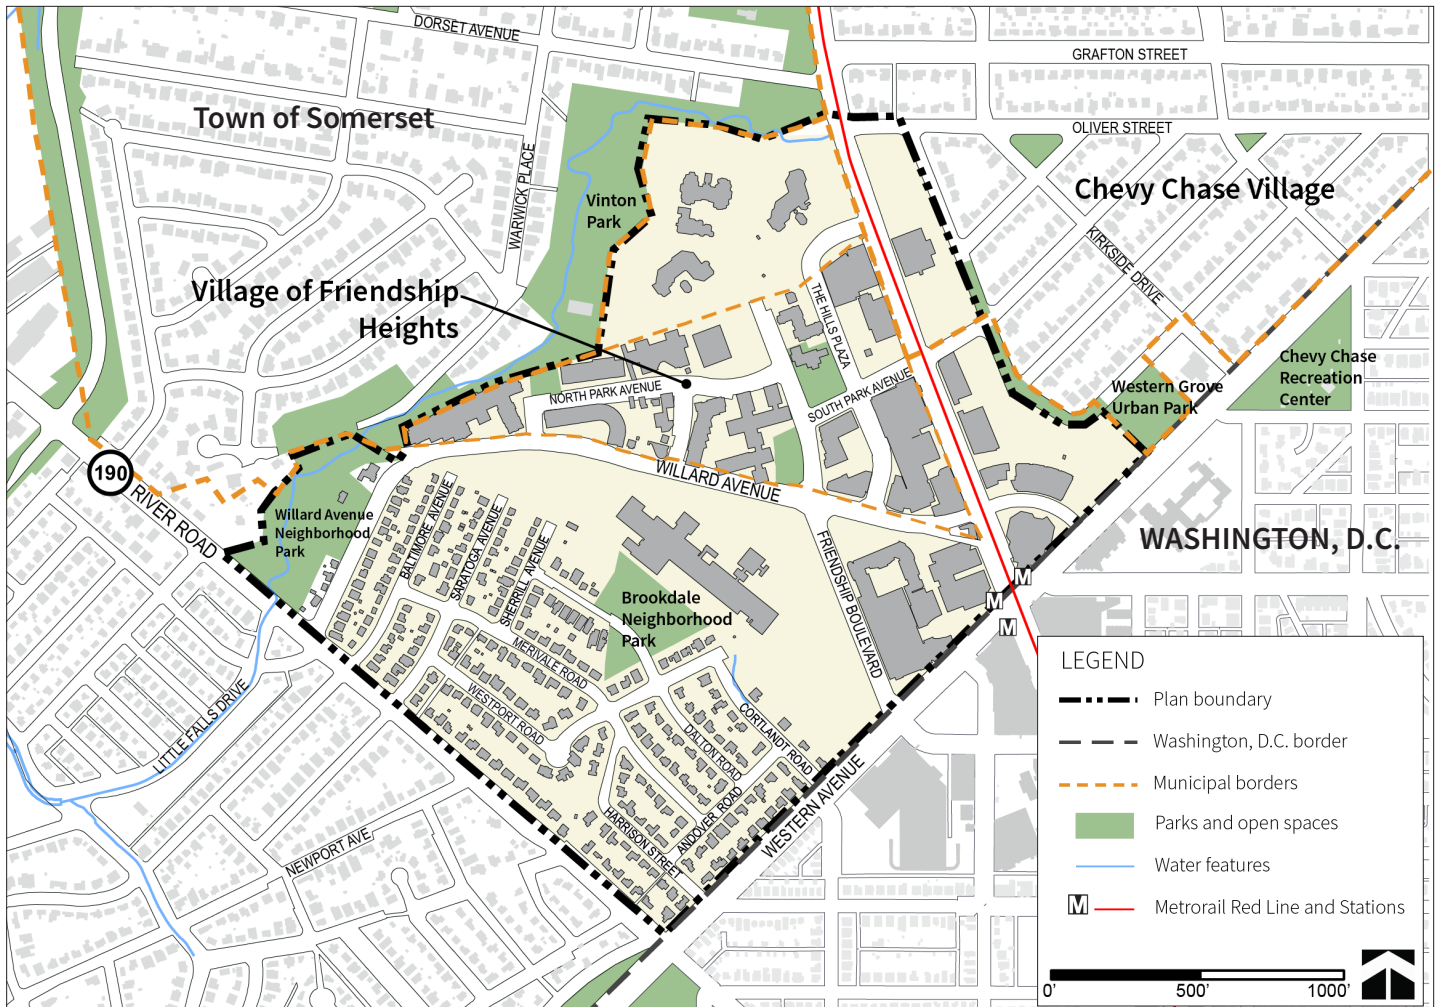 DORSET AVENUE
GRAFTON STREET
Town of Somerset
OLIVER STREET
WARWICK PLACE
Chevy Chase Village
Vinton
Park
KIRKSIDE DRIVE
Village of Friendship
Heights
THE HILLS PLAZA
Chevy Chase
Recreation
Center
Western Grove
Urban Park
NORTH PARK AVENUE
SOUTH PARK AVENUE
190
RIVER ROAD
WILLARD AVENUE
Willard Avenue
Neighborhood
Park
BALTIMORE AVENUE
SARATOGA AVENUE
SHERRILL AVENUE
FRIENDSHIP BOULEVARD
WASHINGTON, D.C.
M
M
M
Brookdale
Neighborhood
Park
MERIVALE ROAD
WESTPORT ROAD
LITTLE FALLS DRIVE
CORTLANDT ROAD
DALTON ROAD
ANDOVER ROAD
HARRISON STREET
WESTERN AVENUE
NEWPORT AVE
LEGEND
Plan boundary
Washington, D.C. border
Municipal borders
Parks and open spaces
Water features
M Metrorail Red Line and Stations
0' 500' 1000'